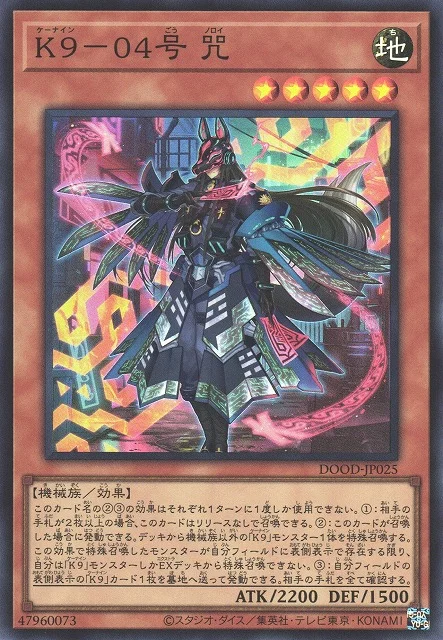 ケーナイン ごう ノロイ
K9－04号 咒
ち
地
DOOD-JP025
【機械族／効果】
このカード名の②③の効果はそれぞれ1ターンに1度しか使用できない。①：相手の
手札が2枚以上の場合、このカードはリリースなしで召喚できる。②：このカードが召喚
した場合に発動できる。デッキから機械族以外の「K9」モンスター1体を特殊召喚する。
この効果で特殊召喚したモンスターが自分フィールドに表側表示で存在する限り、
自分は「K9」モンスターしかEXデッキから特殊召喚できない。③：自分フィールドの
表側表示の「K9」カード1枚を墓地へ送って発動できる。相手の手札を全て確認する。
ATK/2200 DEF/1500
47960073 ©スタジオ・ダイス／集英社・テレビ東京・KONAMI